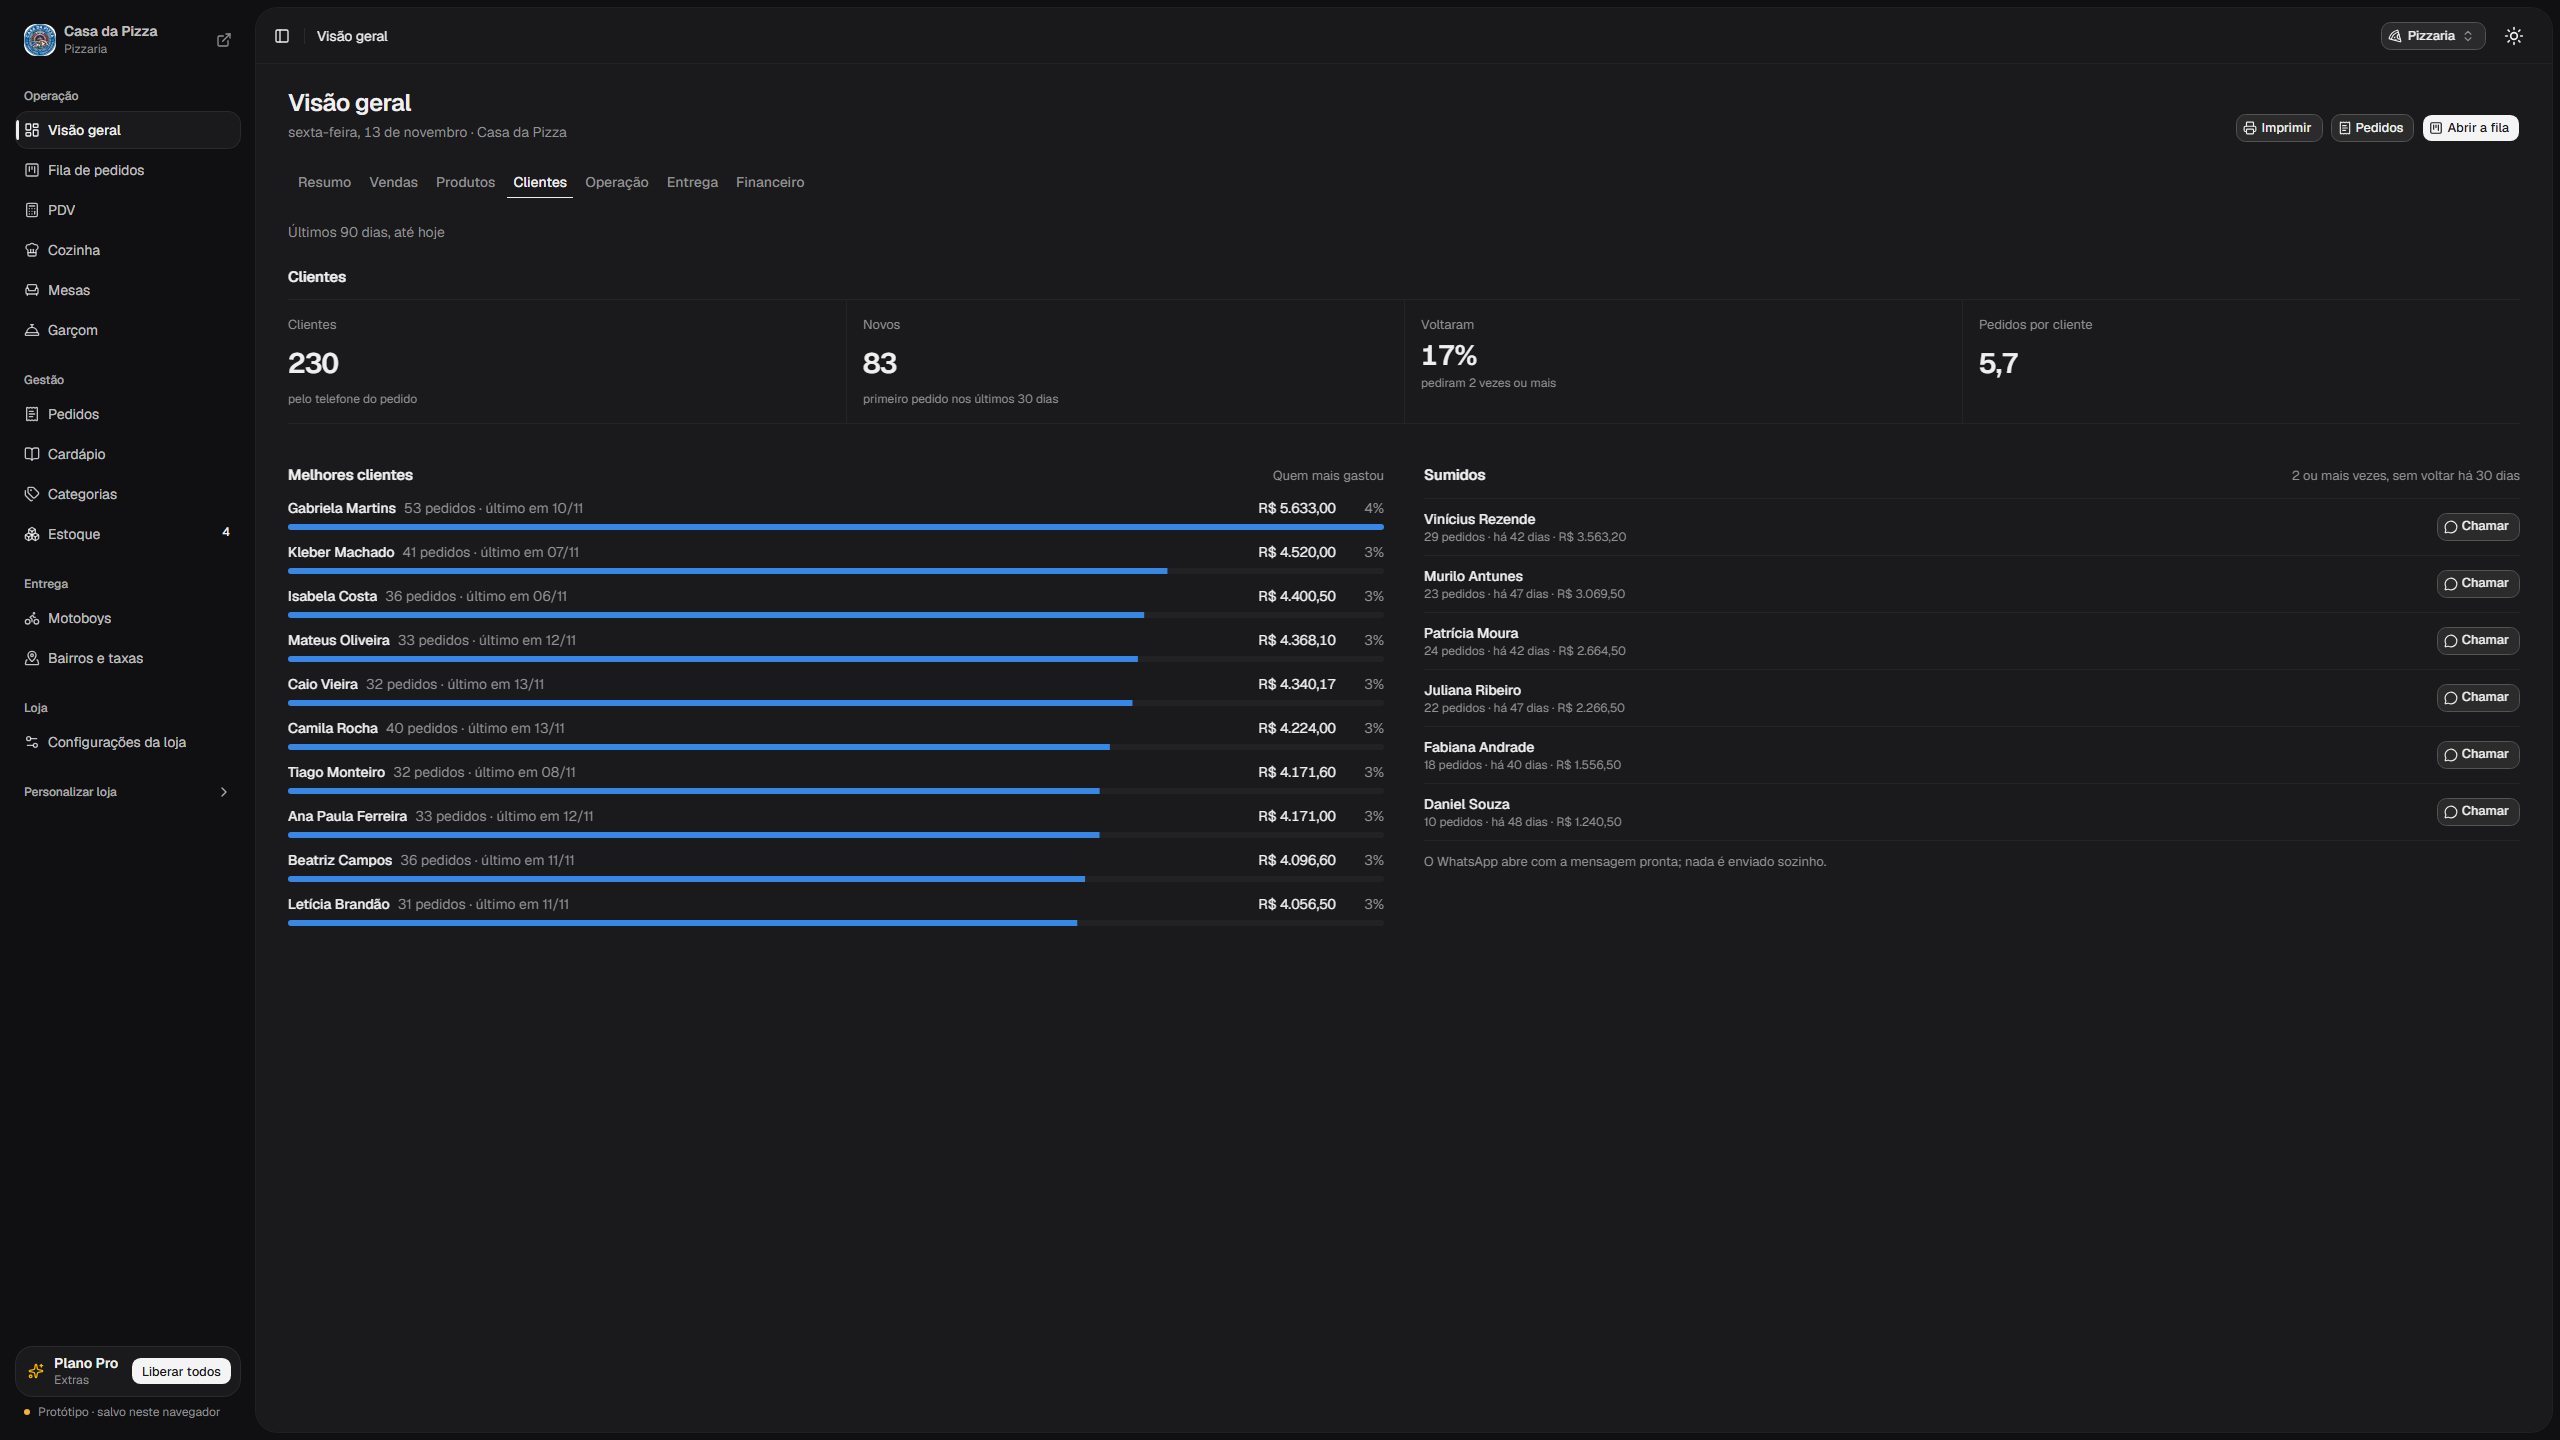 Casa da Pizza
Pizzaria
Operação
Visão geral
Fila de pedidos
PDV
Cozinha
Mesas
Garçom
Gestão
Pedidos
Cardápio
Categorias
Estoque 4
Entrega
Motoboys
Bairros e taxas
Loja
Configurações da loja
Personalizar loja
Plano Pro
Extras
Liberar todos
Protótipo · salvo neste navegador
Visão geral
Pizzaria
Visão geral
sexta-feira, 13 de novembro · Casa da Pizza
Imprimir Pedidos Abrir a fila
Resumo Vendas Produtos Clientes Operação Entrega Financeiro
Últimos 90 dias, até hoje
Clientes
Clientes
230
pelo telefone do pedido
Novos
83
primeiro pedido nos últimos 30 dias
Voltaram
17%
pediram 2 vezes ou mais
Pedidos por cliente
5,7
Melhores clientes Quem mais gastou
Gabriela Martins 53 pedidos · último em 10/11 R$ 5.633,00 4%
Kleber Machado 41 pedidos · último em 07/11 R$ 4.520,00 3%
Isabela Costa 36 pedidos · último em 06/11 R$ 4.400,50 3%
Mateus Oliveira 33 pedidos · último em 12/11 R$ 4.368,10 3%
Caio Vieira 32 pedidos · último em 13/11 R$ 4.340,17 3%
Camila Rocha 40 pedidos · último em 13/11 R$ 4.224,00 3%
Tiago Monteiro 32 pedidos · último em 08/11 R$ 4.171,60 3%
Ana Paula Ferreira 33 pedidos · último em 12/11 R$ 4.171,00 3%
Beatriz Campos 36 pedidos · último em 11/11 R$ 4.096,60 3%
Letícia Brandão 31 pedidos · último em 11/11 R$ 4.056,50 3%
Sumidos 2 ou mais vezes, sem voltar há 30 dias
Vinícius Rezende
29 pedidos · há 42 dias · R$ 3.563,20
Chamar
Murilo Antunes
23 pedidos · há 47 dias · R$ 3.069,50
Chamar
Patrícia Moura
24 pedidos · há 42 dias · R$ 2.664,50
Chamar
Juliana Ribeiro
22 pedidos · há 47 dias · R$ 2.266,50
Chamar
Fabiana Andrade
18 pedidos · há 40 dias · R$ 1.556,50
Chamar
Daniel Souza
10 pedidos · há 48 dias · R$ 1.240,50
Chamar
O WhatsApp abre com a mensagem pronta; nada é enviado sozinho.